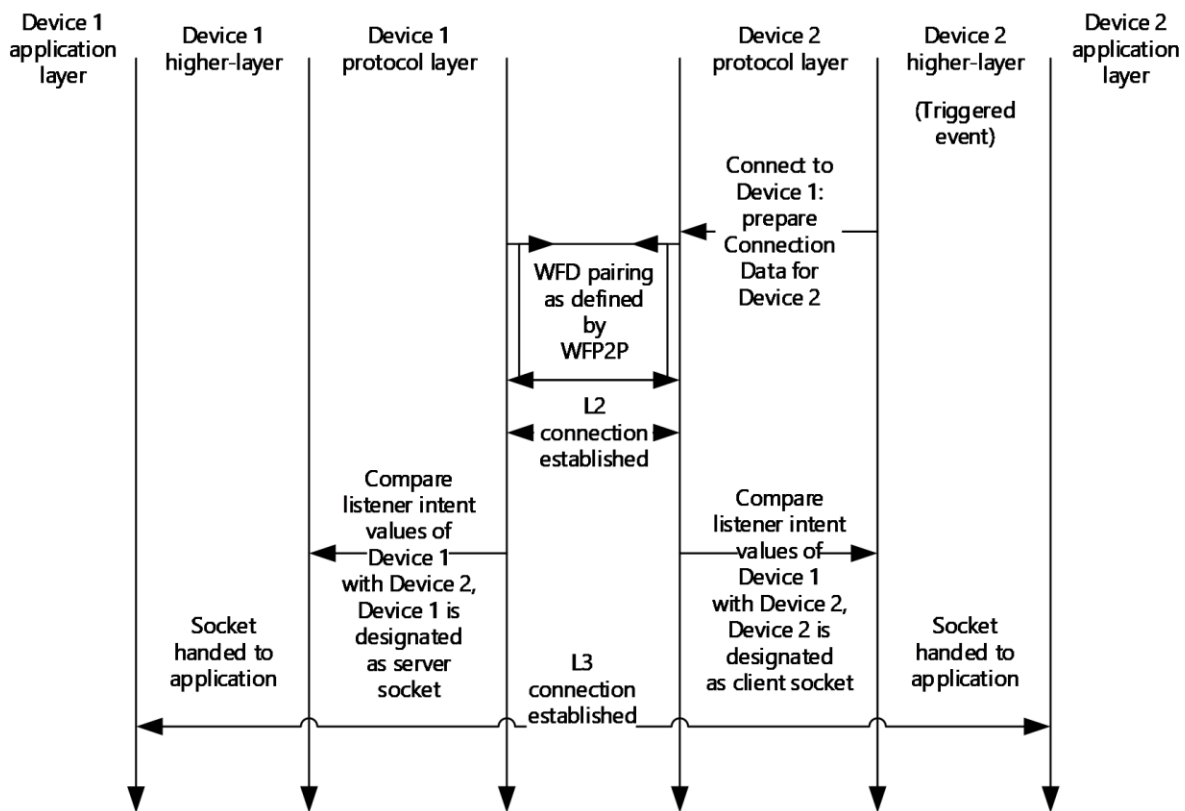 Device 1
application
layer
Device 1
higher-layer
Device 1
protocol layer
Device 2
protocol layer
Device 2
higher-layer
Device 2
application
layer
(Triggered
event)
Connect to
Device 1:
prepare
Connection
Data for
Device 2
WFD pairing
as defined
by
WFP2P
L2
connection
established
Compare
listener intent
values of
Device 1
with Device 2,
Device 1 is
designated
as server
socket
Compare
listener intent
values of
Device 1
with Device 2,
Device 2 is
designated
as client socket
Socket
handed to
application
L3
connection
established
Socket
handed to
application